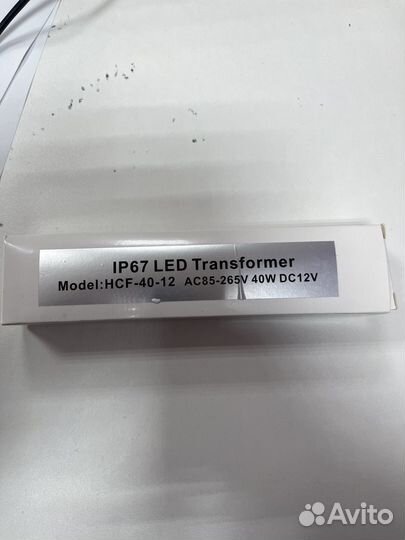 IP67 LED Transformer
Model:HCF-40-12 AC85-265V 40W DC12V
Avito